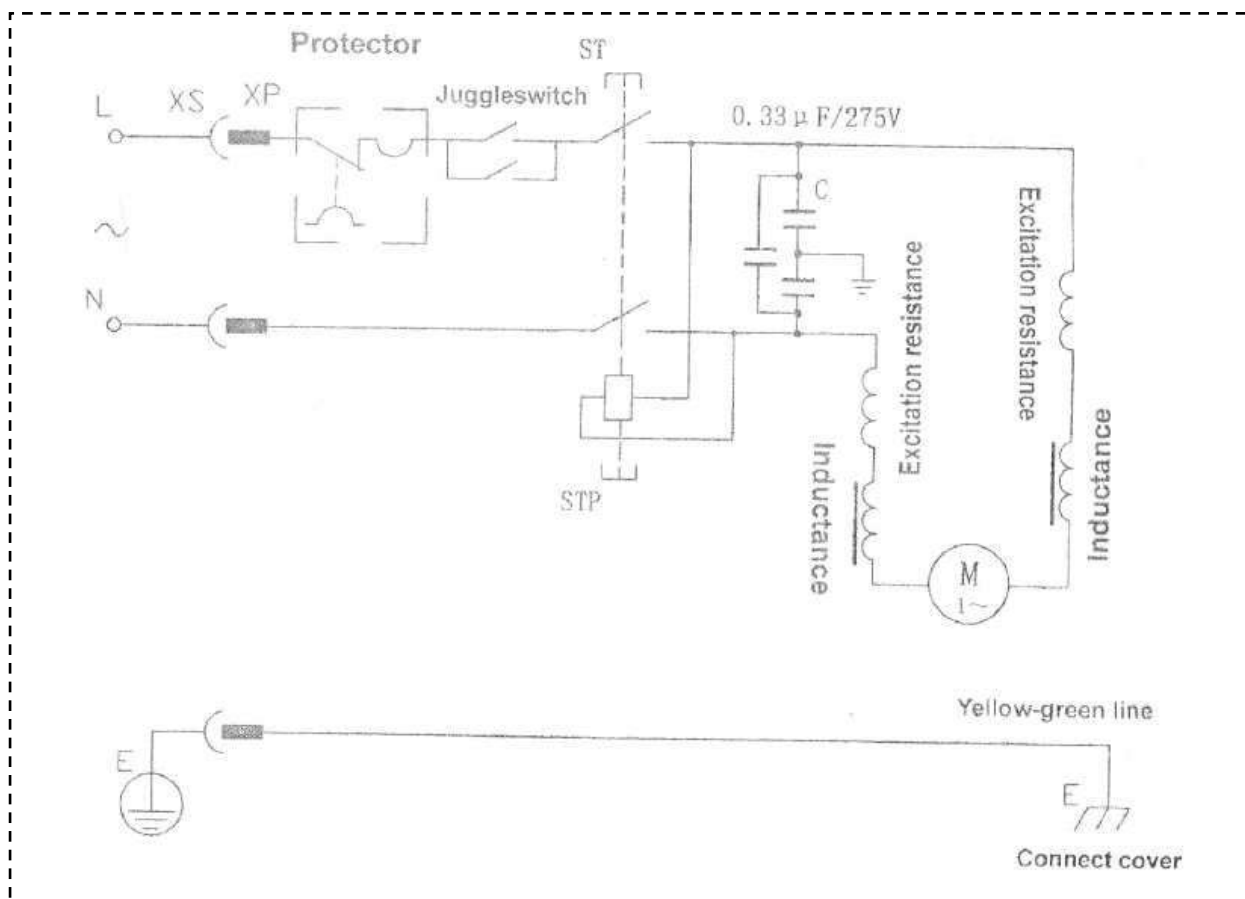 Protector
ST
L
XS
XP
Juggleswitch
0.33μF/275V
C
N
Excitation resistance
Excitation resistance
Inductance
Inductance
STP
M
1~
Yellow-green line
E
E
Connect cover